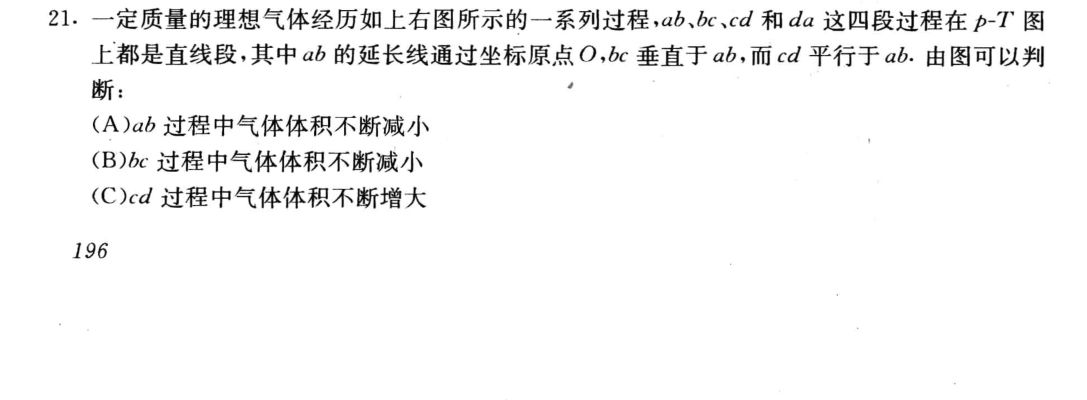 21. 一定质量的理想气体经历如上右图所示的一系列过程,ab、bc、cd 和 da 这四段过程在 p-T 图
上都是直线段,其中 ab 的延长线通过坐标原点 O,bc 垂直于 ab,而 cd 平行于 ab. 由图可以判
断:
(A)ab 过程中气体体积不断减小
(B)bc 过程中气体体积不断减小
(C)cd 过程中气体体积不断增大
196